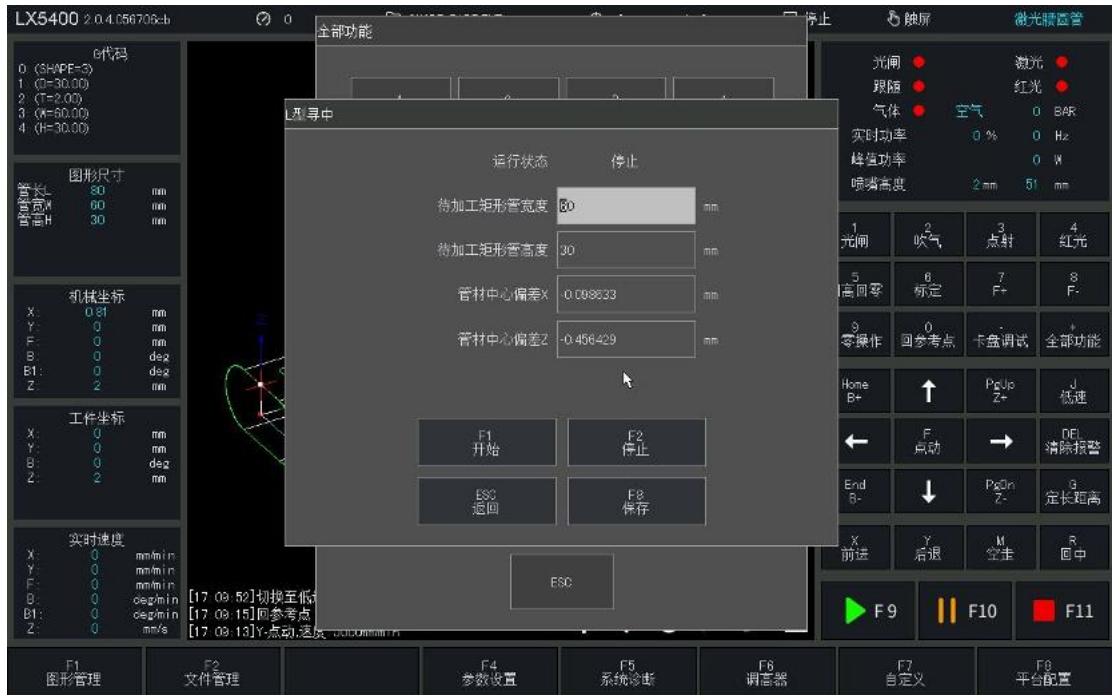 LX5400 2.0.4.056706cb
0
停止
触屏
激光腰圆管
G代码
0 (SHAPE=3)
1 (D=30.00)
2 (T=2.00)
3 (W=60.00)
4 (H=30.00)
图形尺寸
管长L 80 mm
管宽W 60 mm
管高H 30 mm
机械坐标
X: 0.81 mm
Y: 0 mm
F: 0 mm
B: 0 deg
B1: 0 deg
Z: 2 mm
工件坐标
X: 0 mm
Y: 0 mm
B: 0 deg
Z: 2 mm
实时速度
X: 0 mm/min
Y: 0 mm/min
F: 0 mm/min
B: 0 deg/min
B1: 0 deg/min
Z: 0 mm/s
Z
[17:09:52]切换至低
[17:09:15]回参考点
[17:09:13]Y-点动,速度
全部功能
L型寻中
运行状态 停止
待加工矩形管宽度 60 mm
待加工矩形管高度 30 mm
管材中心偏差X -0.098633 mm
管材中心偏差Z -0.456429 mm
F1 开始
F2 停止
ESC 返回
F8 保存
ESC
光闸 激光
跟随 红光
气体 空气 0 BAR
实时功率 0 % 0 Hz
峰值功率 0 W
喷嘴高度 2 mm 51 mm
1 光闸
2 吹气
3 点射
4 红光
5 高回零
6 标定
7 F+
8 F-
9 零操作
0 回参考点
- 卡盘调试
+ 全部功能
Home B+
PgUp Z+
J 低速
F 点动
DEL 清除报警
End B-
PgDn Z-
G 定长距离
X 前进
Y 后退
M 空走
R 回中
F9
F10
F11
F1 图形管理
F2 文件管理
F4 参数设置
F5 系统诊断
F6 调高器
F7 自定义
F8 平台配置